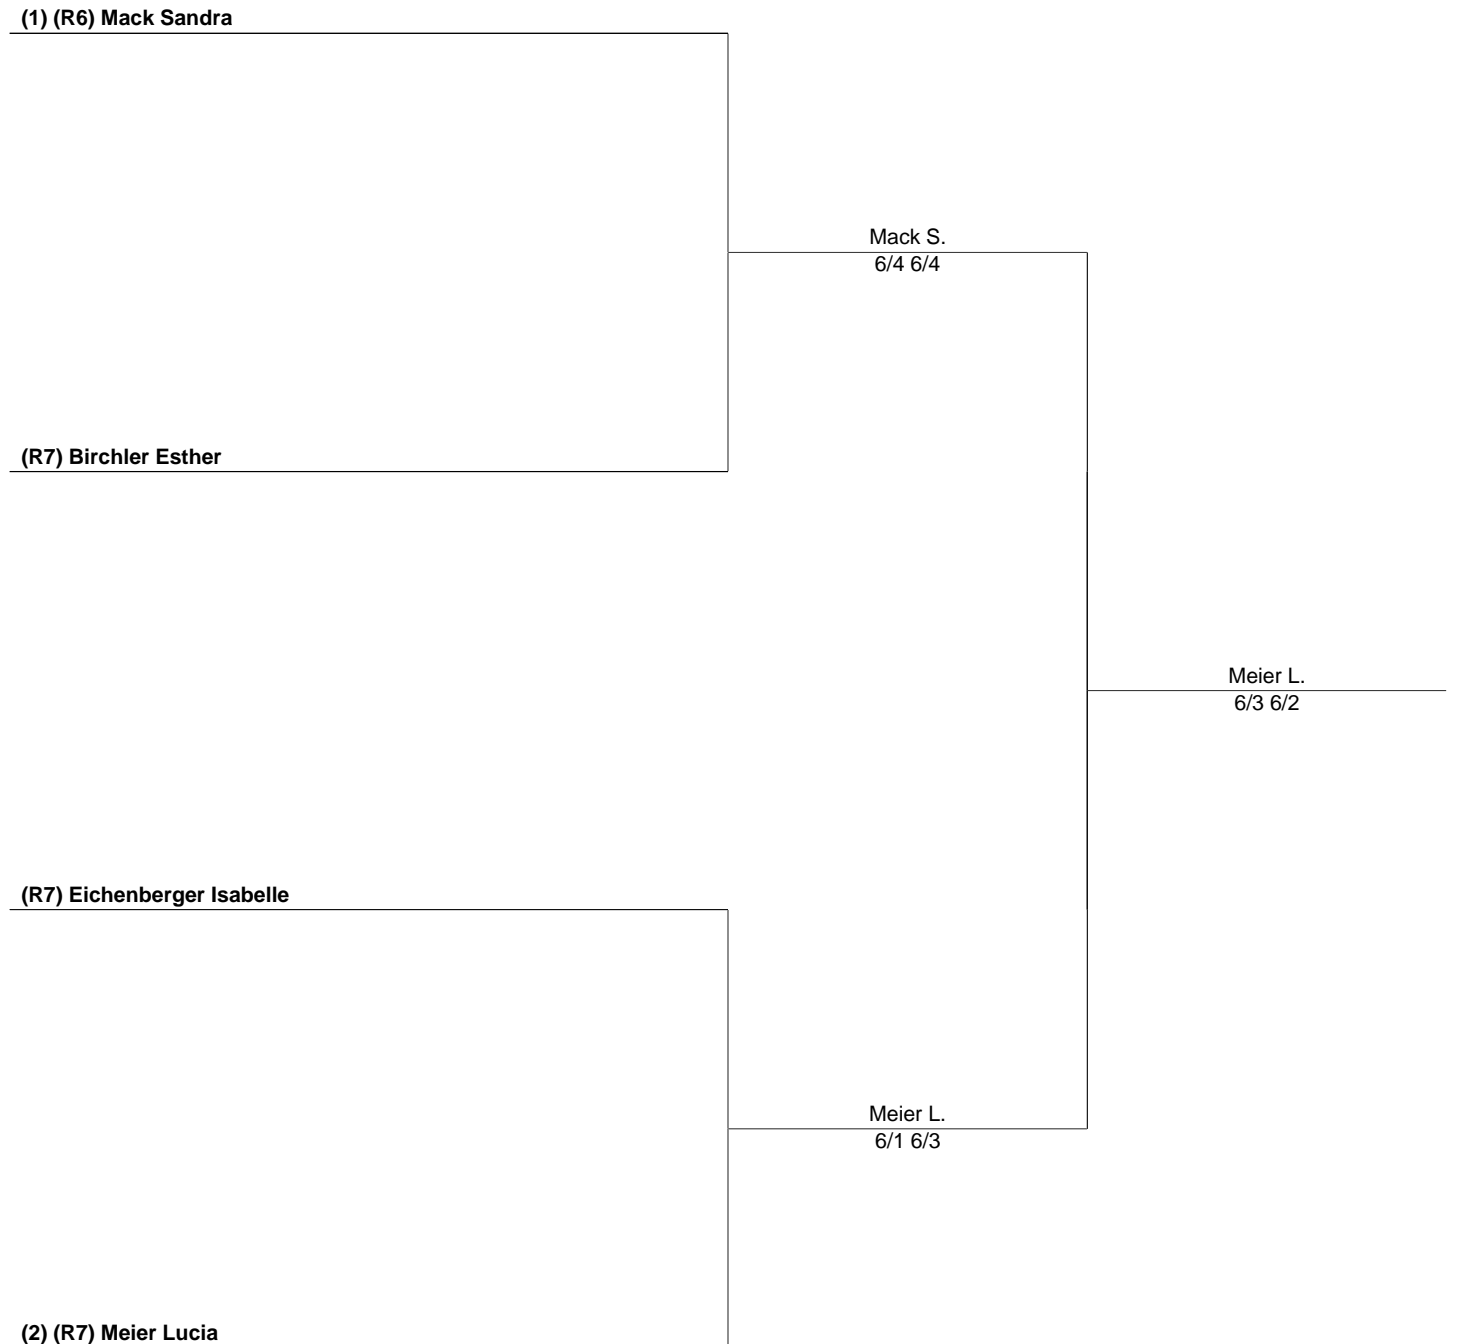 (1) (R6) Mack Sandra
Mack S.
6/4 6/4
(R7) Birchler Esther
Meier L.
6/3 6/2
(R7) Eichenberger Isabelle
Meier L.
6/1 6/3
(2) (R7) Meier Lucia